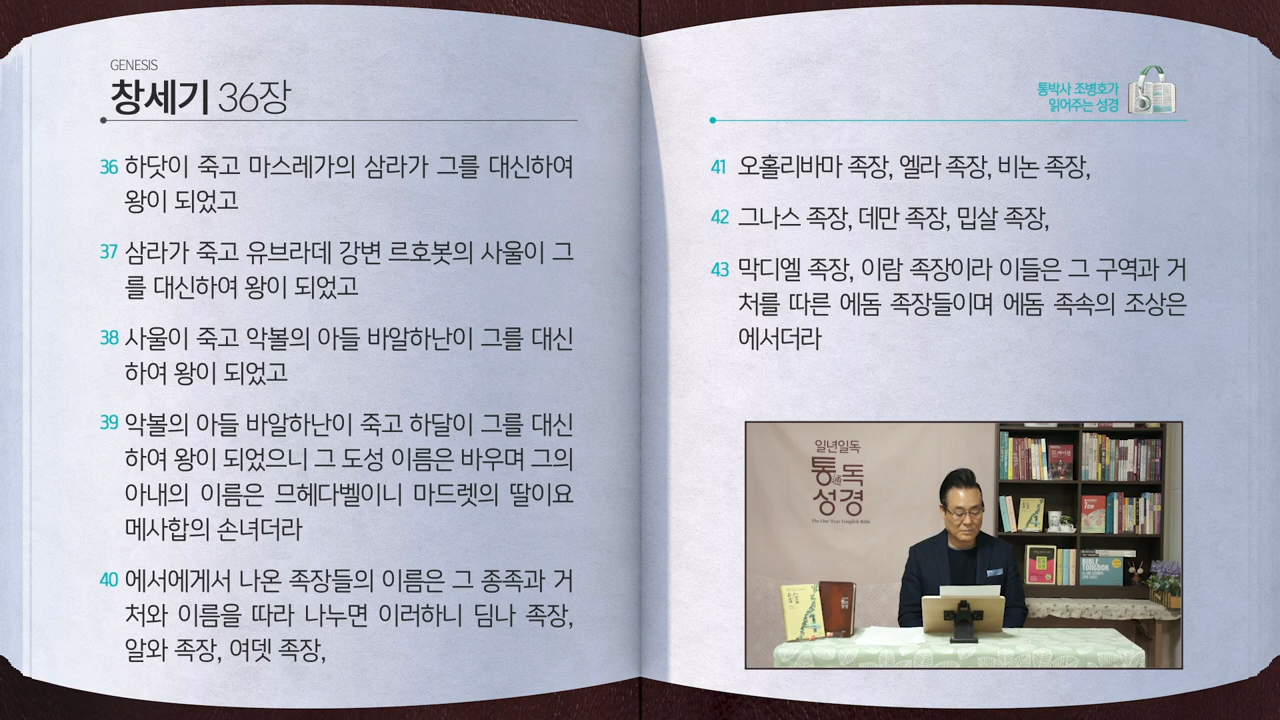 GENESIS
창세기 36장
36 하닷이 죽고 마스레가의 삼라가 그를 대신하여
왕이 되었고
37 삼라가 죽고 유브라데 강변 르호봇의 사울이 그
를 대신하여 왕이 되었고
38 사울이 죽고 악볼의 아들 바알하난이 그를 대신
하여 왕이 되었고
39 악볼의 아들 바알하난이 죽고 하달이 그를 대신
하여 왕이 되었으니 그 도성 이름은 바우며 그의
아내의 이름은 므헤다벨이니 마드렛의 딸이요
메사합의 손녀더라
40 에서에게서 나온 족장들의 이름은 그 종족과 거
처와 이름을 따라 나누면 이러하니 딤나 족장,
알와 족장, 여뎃 족장,
통박사 조병호가
읽어주는 성경
41 오홀리바마 족장, 엘라 족장, 비논 족장,
42 그나스 족장, 데만 족장, 밉살 족장,
43 막디엘 족장, 이람 족장이라 이들은 그 구역과 거
처를 따른 에돔 족장들이며 에돔 족속의 조상은
에서더라
일년일독
통독
성경
The One Year Tongdok Bible
BIBLE
TONGDOK